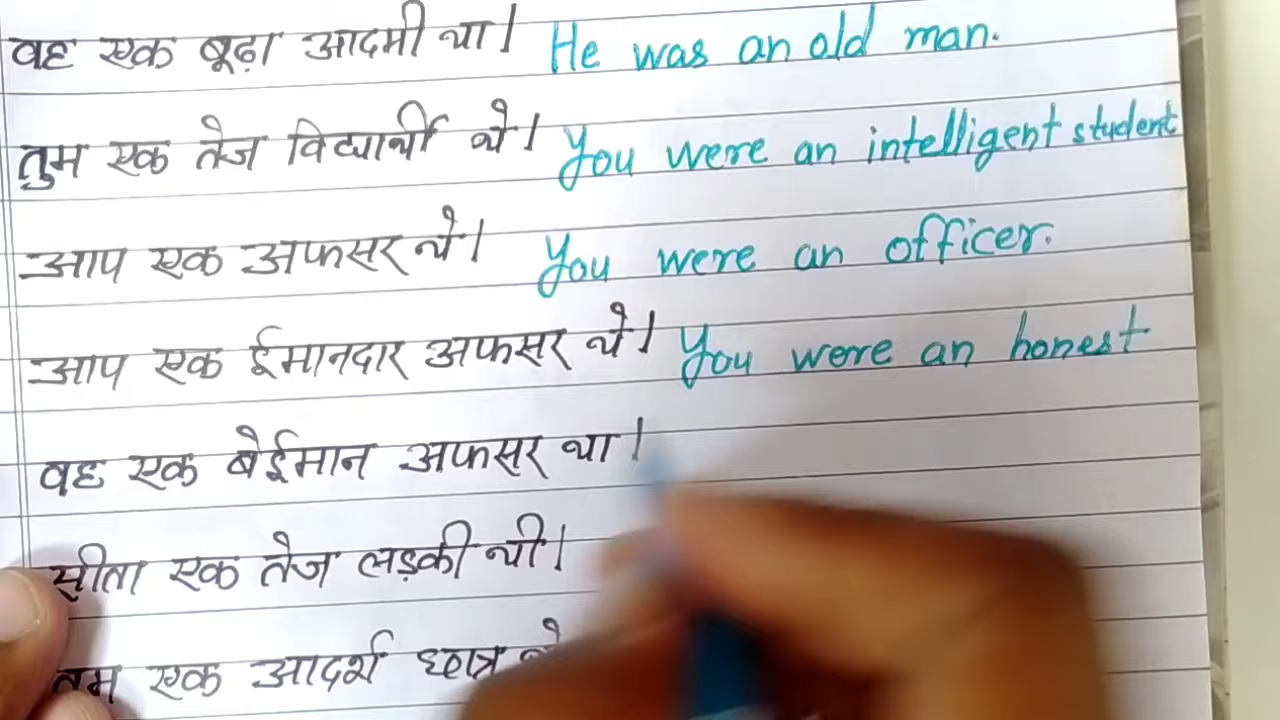 वह एक बूढ़ा आदमी था। He was an old man.
तुम एक तेज विद्यार्थी थे। You were an intelligent student
आप एक अफसर थे। You were an officer.
आप एक ईमानदार अफसर थे। You were an honest
वह एक बेईमान अफसर था।
सीता एक तेज लड़की थी।
तुम एक आदर्श छात्र थे